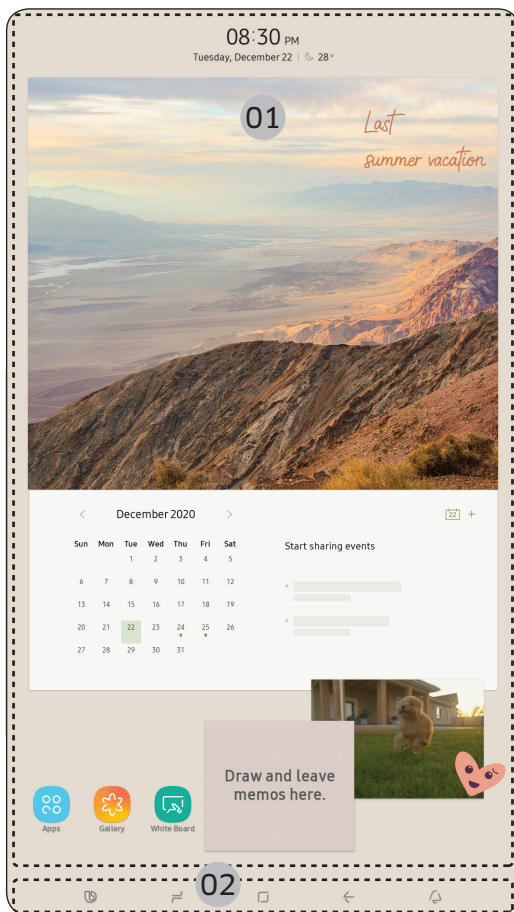 08:30 PM
Tuesday, December 22 | 28°
01
Last
summer vacation
December 2020
22 +
Sun Mon Tue Wed Thu Fri Sat
1 2 3 4 5
6 7 8 9 10 11 12
13 14 15 16 17 18 19
20 21 22 23 24 25 26
27 28 29 30 31
Start sharing events
Draw and leave
memos here.
Apps Gallery White Board
02